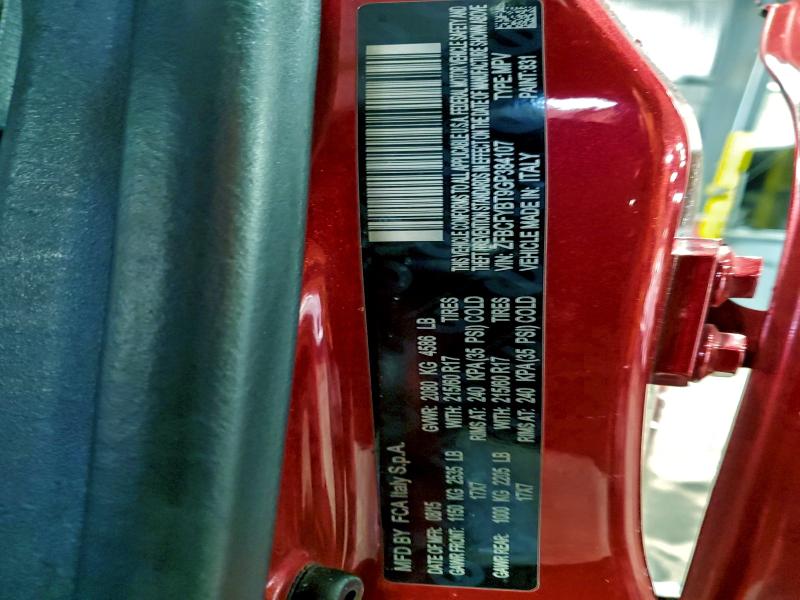 MFD BY FCA Italy S.p.A.
DATE OF MFR: 08/15 GVWR: 2080 KG 4586 LB
GAWR FRONT: 1150 KG 2535 LB WITH: 215/60 R17 TIRES
17X7 RIMS AT: 240 KPA(35 PSI) COLD
GAWR REAR: 1000 KG 2205 LB WITH: 215/60 R17 TIRES
17X7 RIMS AT: 240 KPA(35 PSI) COLD
THIS VEHICLE CONFORMS TO ALL APPLICABLE U.S.A. FEDERAL MOTOR VEHICLE SAFETY AND
THEFT PREVENTION STANDARDS IN EFFECT ON THE DATE OF MANUFACTURE SHOWN ABOVE
VIN: ZFBCFYBT9GP384107 TYPE: MPV
VEHICLE MADE IN: ITALY PAINT: 831